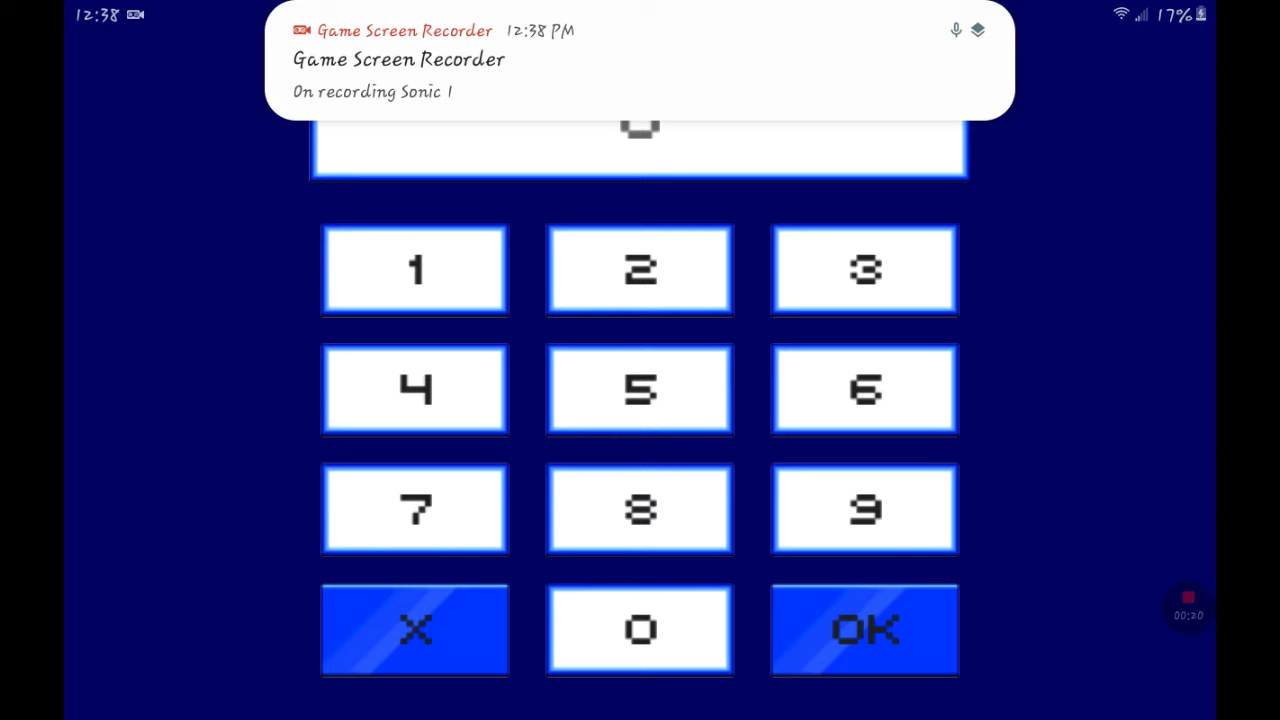 12:38
17%
Game Screen Recorder 12:38 PM
Game Screen Recorder
On recording Sonic 1
1 2 3
4 5 6
7 8 9
X 0 OK
00:20